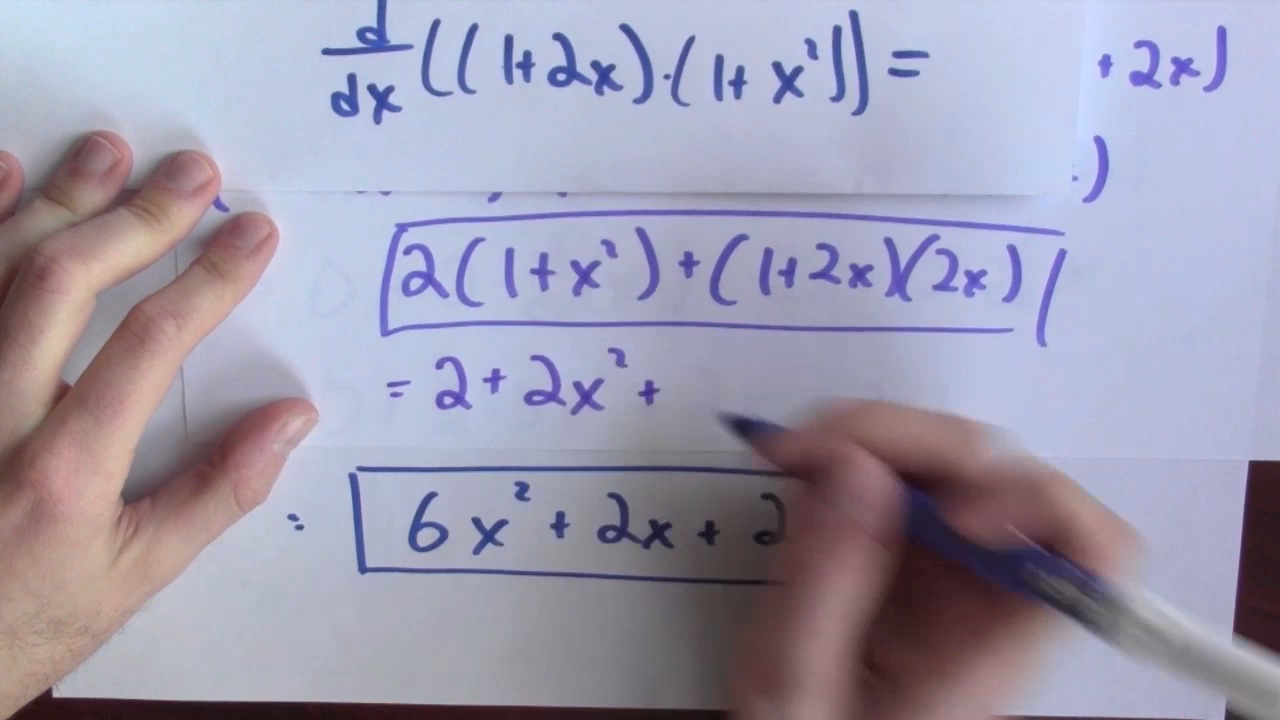 d/dx ((1+2x)·(1+x²)) = + 2x)
)
2(1+x²)+(1+2x)(2x)
= 2 + 2x² +
= 6x² + 2x + 2